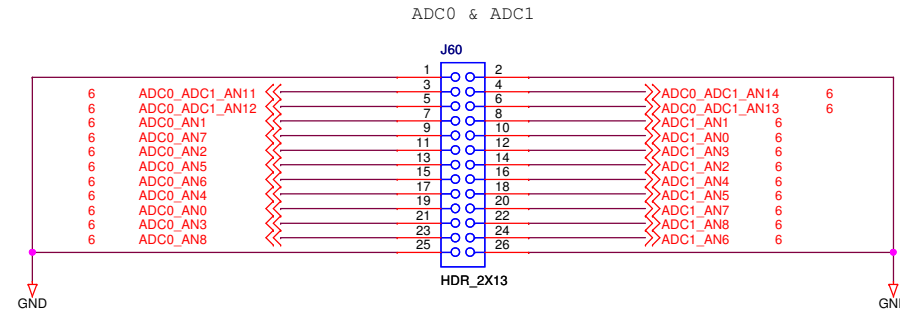 ADC0 & ADC1
J60
1 2
3 4
6 ADC0_ADC1_AN11 ADC0_ADC1_AN14 6
5 6
6 ADC0_ADC1_AN12 ADC0_ADC1_AN13 6
7 8
6 ADC0_AN1 ADC1_AN1 6
9 10
6 ADC0_AN7 ADC1_AN0 6
11 12
6 ADC0_AN2 ADC1_AN3 6
13 14
6 ADC0_AN5 ADC1_AN2 6
15 16
6 ADC0_AN6 ADC1_AN4 6
17 18
6 ADC0_AN4 ADC1_AN5 6
19 20
6 ADC0_AN0 ADC1_AN7 6
21 22
6 ADC0_AN3 ADC1_AN8 6
23 24
6 ADC0_AN8 ADC1_AN6 6
25 26
HDR_2X13
GND GN